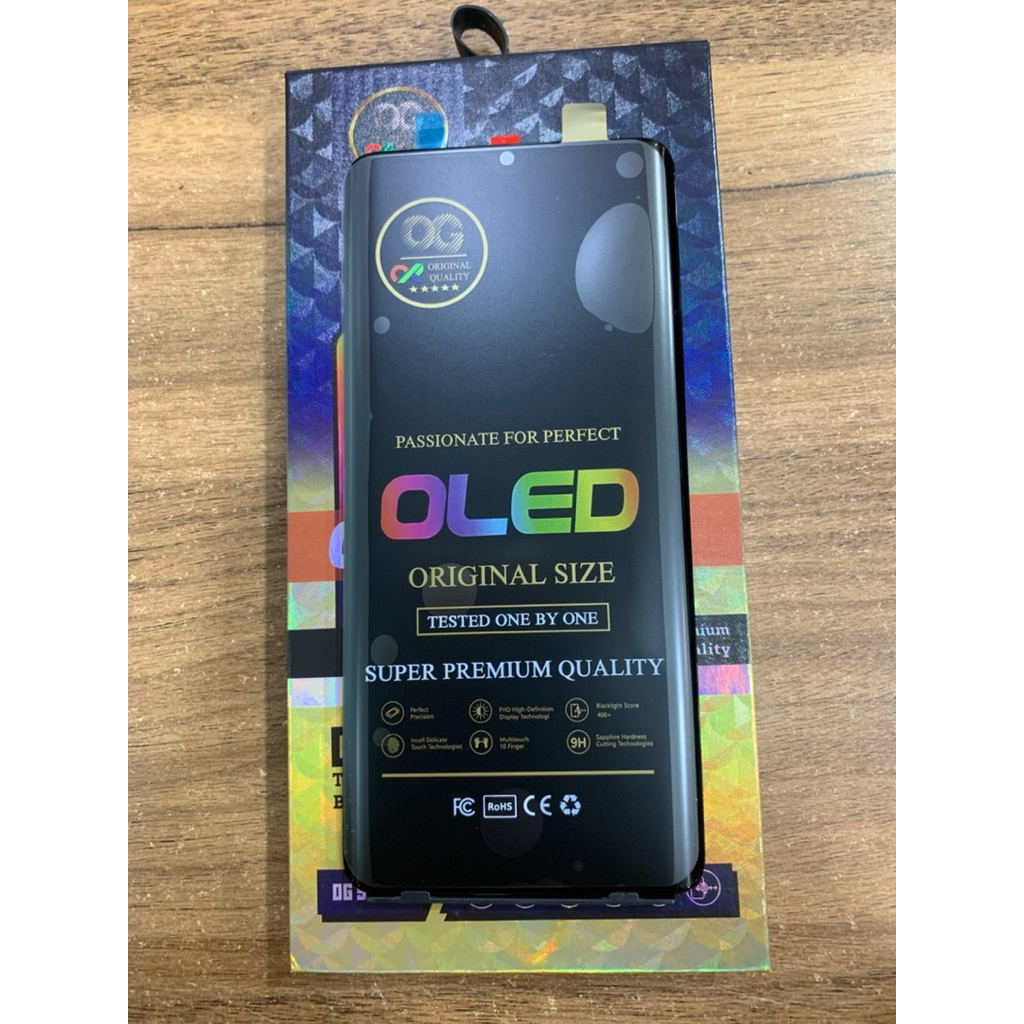 OG
ORIGINAL
QUALITY
PASSIONATE FOR PERFECT
OLED
ORIGINAL SIZE
TESTED ONE BY ONE
SUPER PREMIUM QUALITY
Perfect
Precision
FHD High-Definition
Display Technologi
Blacklight Score
400+
Incell Delicate
Touch Technologies
Multitouch
10 Finger
9H
Sapphire Hardness
Cutting Technologies
FC RoHS CE
OG